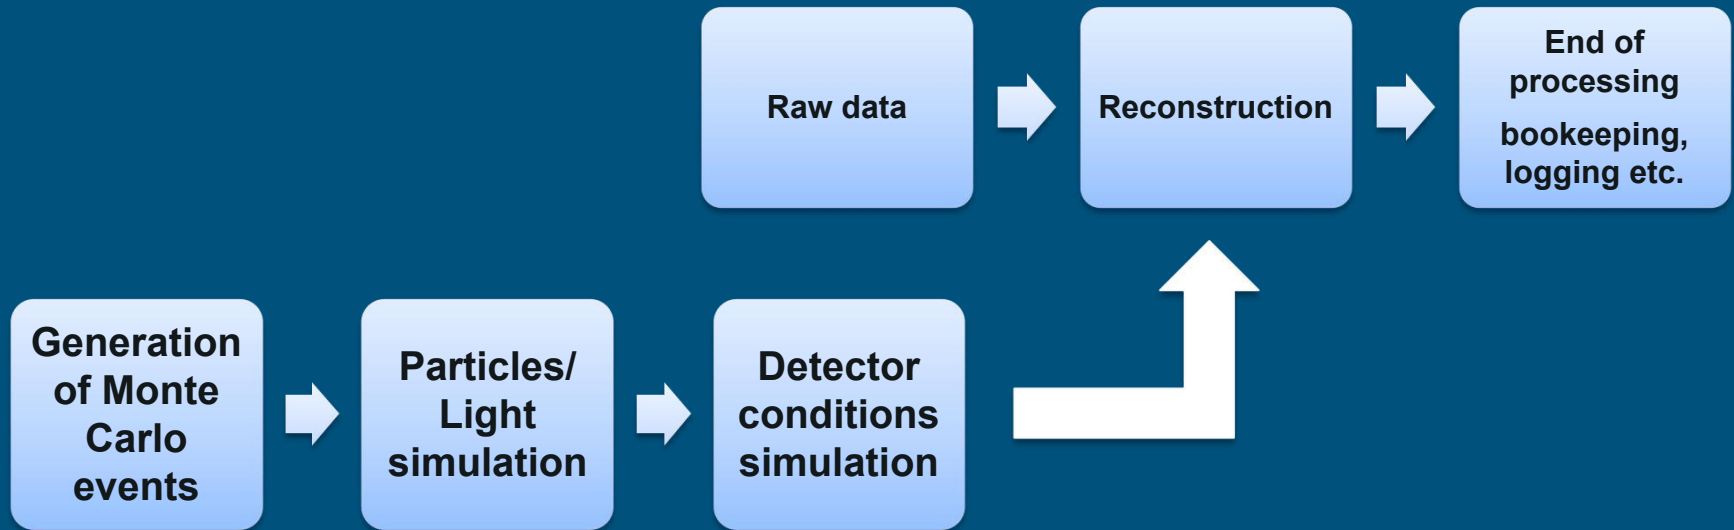 Raw data
Reconstruction
End of
processing
bookeeping,
logging etc.
Generation
of Monte
Carlo
events
Particles/
Light
simulation
Detector
conditions
simulation